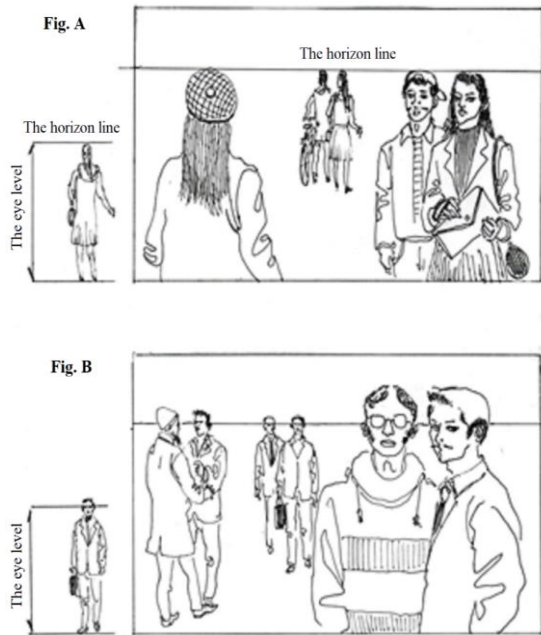 Fig. A
The horizon line
The horizon line
The eye level
Fig. B
The eye level